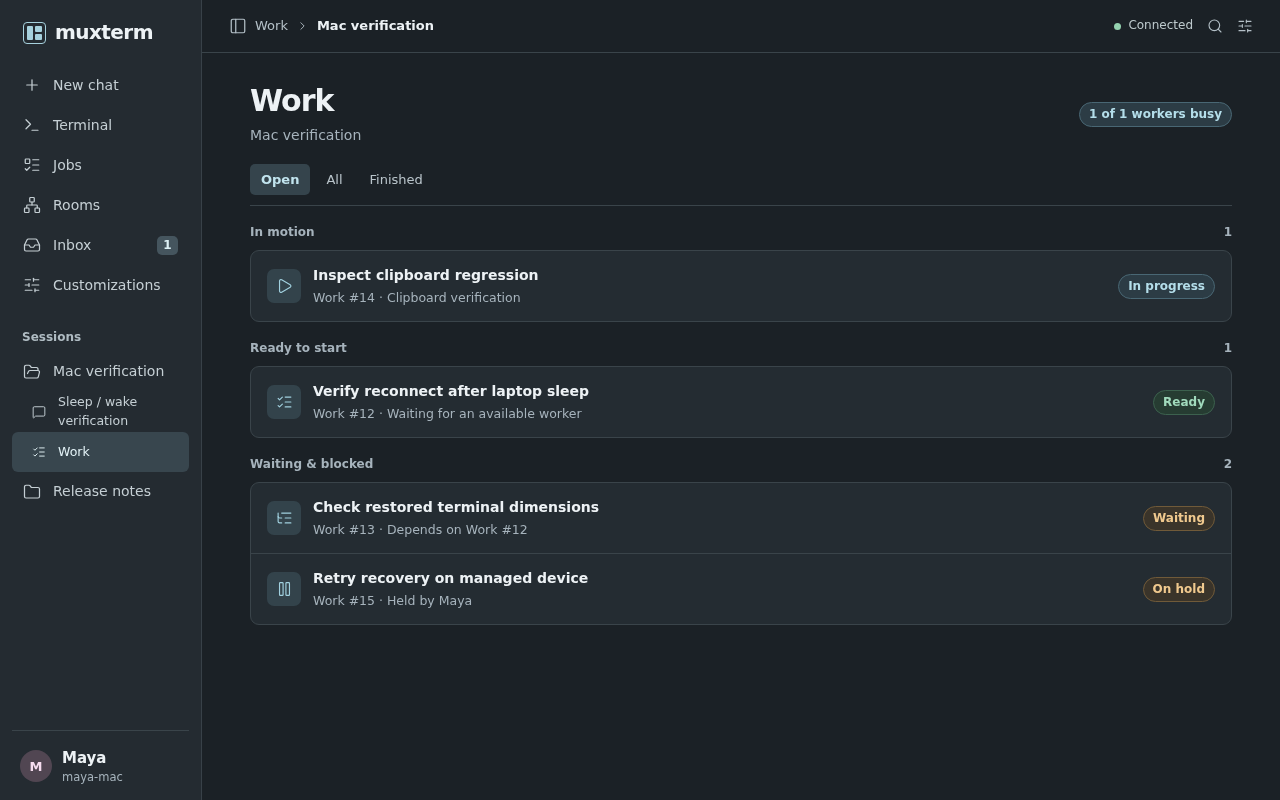 muxterm
New chat
Terminal
Jobs
Rooms
Inbox 1
Customizations
Sessions
Mac verification
Sleep / wake
verification
Work
Release notes
M
Maya
maya-mac
Work Mac verification
Connected
Work
Mac verification
1 of 1 workers busy
Open All Finished
In motion 1
Inspect clipboard regression
Work #14 · Clipboard verification
In progress
Ready to start 1
Verify reconnect after laptop sleep
Work #12 · Waiting for an available worker
Ready
Waiting & blocked 2
Check restored terminal dimensions
Work #13 · Depends on Work #12
Waiting
Retry recovery on managed device
Work #15 · Held by Maya
On hold